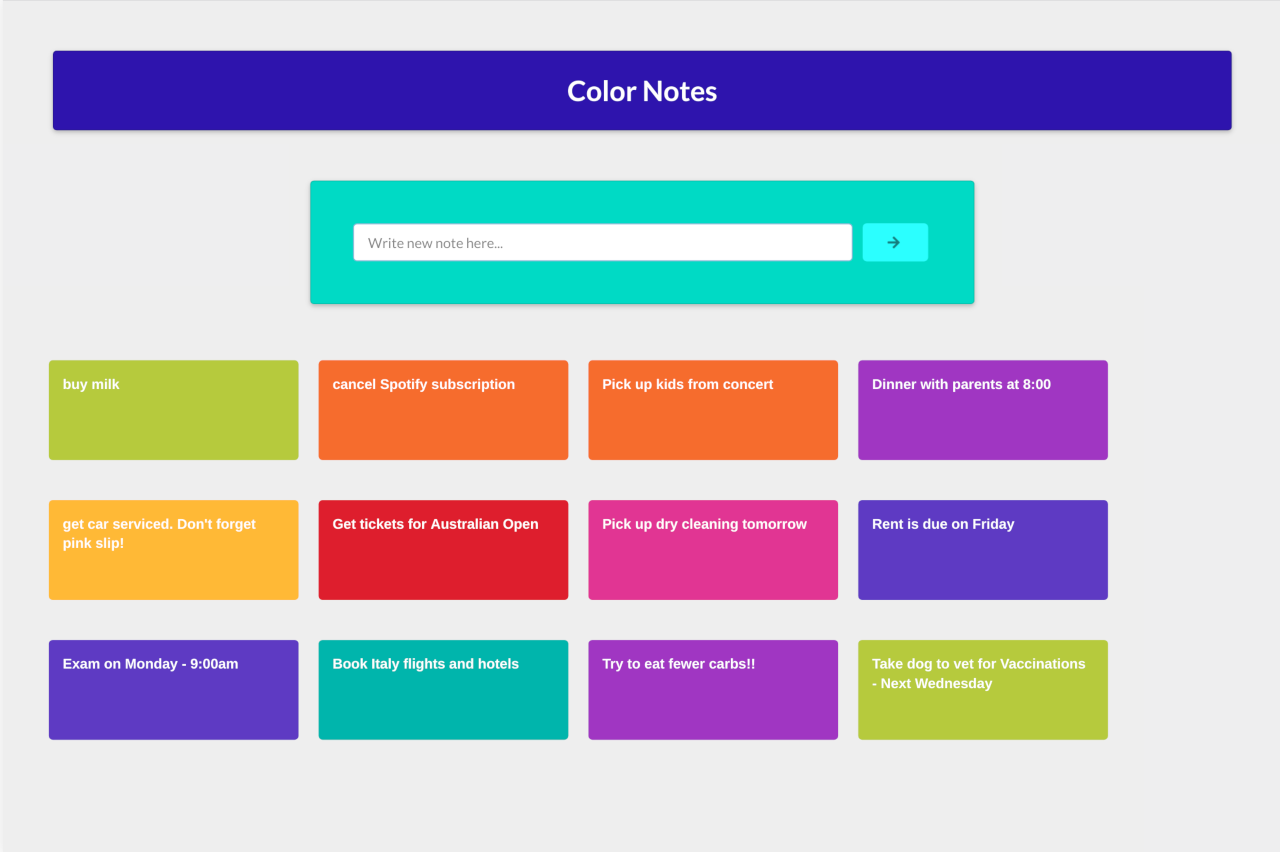 Color Notes
Write new note here...
buy milk
cancel Spotify subscription
Pick up kids from concert
Dinner with parents at 8:00
get car serviced. Don't forget
pink slip!
Get tickets for Australian Open
Pick up dry cleaning tomorrow
Rent is due on Friday
Exam on Monday - 9:00am
Book Italy flights and hotels
Try to eat fewer carbs!!
Take dog to vet for Vaccinations
- Next Wednesday